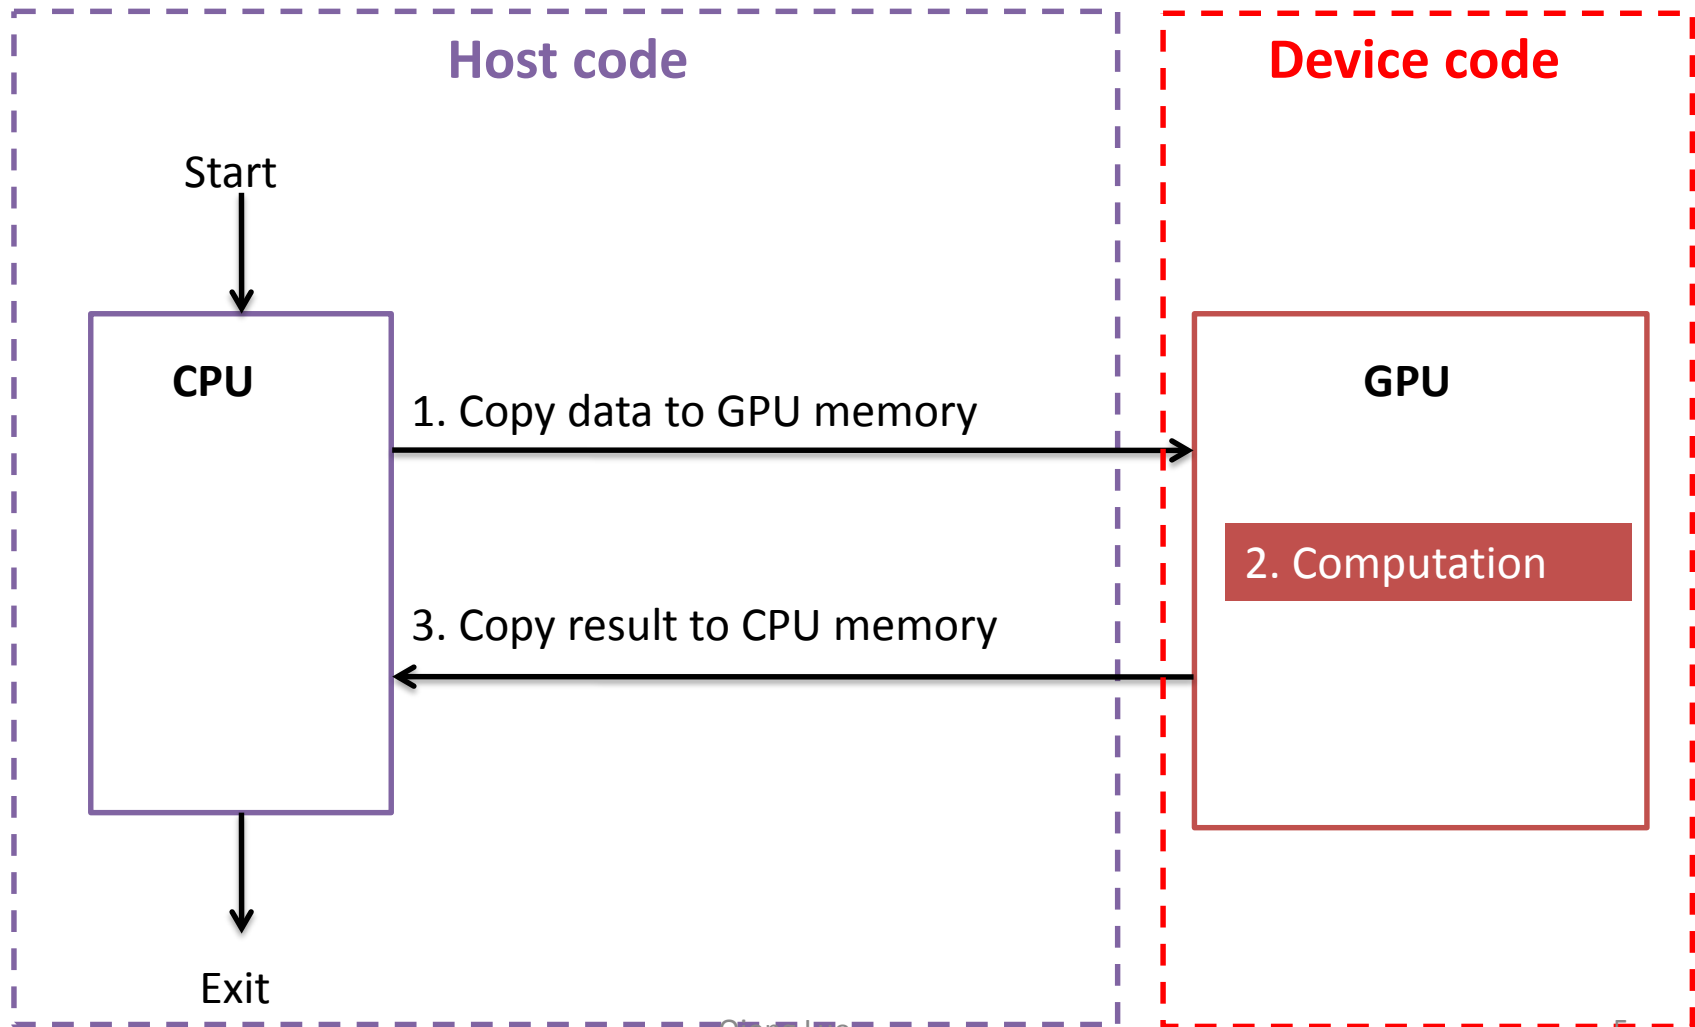 Host code
Device code
Start
CPU
GPU
1. Copy data to GPU memory
2. Computation
3. Copy result to CPU memory
Exit